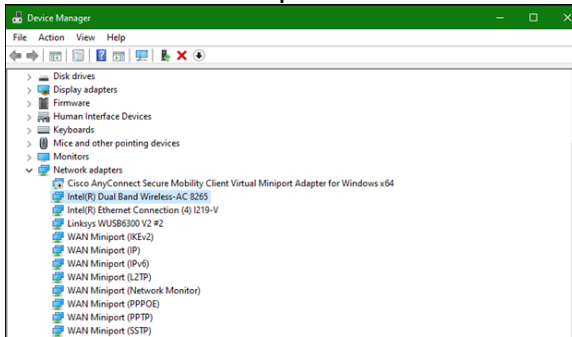 Device Manager
File Action View Help
Disk drives
Display adapters
Firmware
Human Interface Devices
Keyboards
Mice and other pointing devices
Monitors
Network adapters
Cisco AnyConnect Secure Mobility Client Virtual Miniport Adapter for Windows x64
Intel(R) Dual Band Wireless-AC 8265
Intel(R) Ethernet Connection (4) I219-V
Linksys WUSB6300 V2 #2
WAN Miniport (IKEv2)
WAN Miniport (IP)
WAN Miniport (IPv6)
WAN Miniport (L2TP)
WAN Miniport (Network Monitor)
WAN Miniport (PPPOE)
WAN Miniport (PPTP)
WAN Miniport (SSTP)